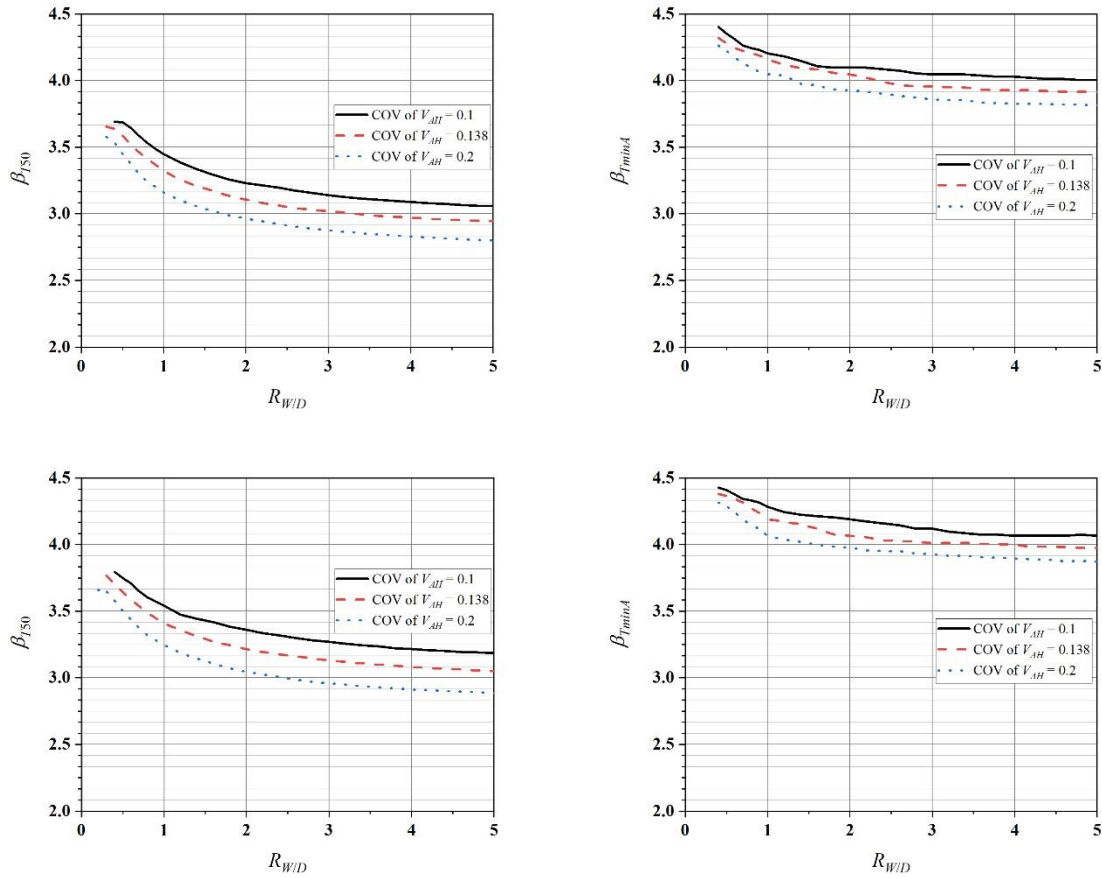 4.5
4.0
3.5
3.0
2.5
2.0
β_T50
COV of V_AH = 0.1
COV of V_AH = 0.138
COV of V_AH = 0.2
0 1 2 3 4 5
R_W/D
4.5
4.0
3.5
3.0
2.5
2.0
β_TminA
COV of V_AH = 0.1
COV of V_AH = 0.138
COV of V_AH = 0.2
0 1 2 3 4 5
R_W/D
4.5
4.0
3.5
3.0
2.5
2.0
β_T50
COV of V_AH = 0.1
COV of V_AH = 0.138
COV of V_AH = 0.2
0 1 2 3 4 5
R_W/D
4.5
4.0
3.5
3.0
2.5
2.0
β_TminA
COV of V_AH = 0.1
COV of V_AH = 0.138
COV of V_AH = 0.2
0 1 2 3 4 5
R_W/D